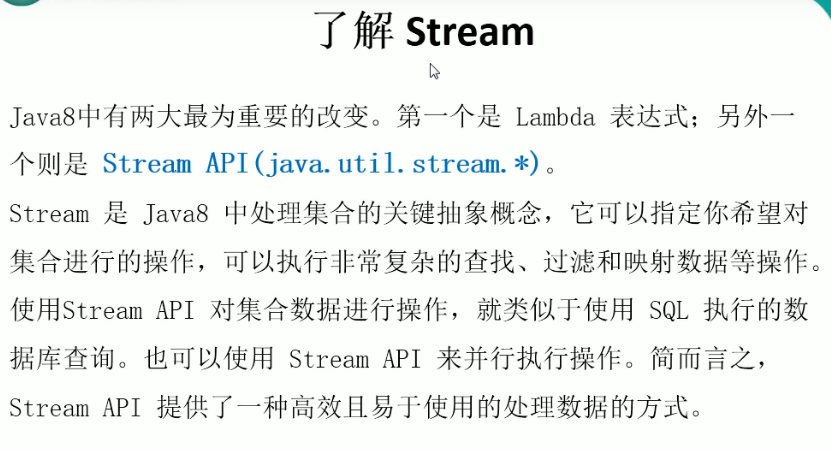 了解 Stream
Java8中有两大最为重要的改变。第一个是 Lambda 表达式；另外一
个则是 Stream API(java.util.stream.*)。
Stream 是 Java8 中处理集合的关键抽象概念，它可以指定你希望对
集合进行的操作，可以执行非常复杂的查找、过滤和映射数据等操作。
使用Stream API 对集合数据进行操作，就类似于使用 SQL 执行的数
据库查询。也可以使用 Stream API 来并行执行操作。简而言之，
Stream API 提供了一种高效且易于使用的处理数据的方式。